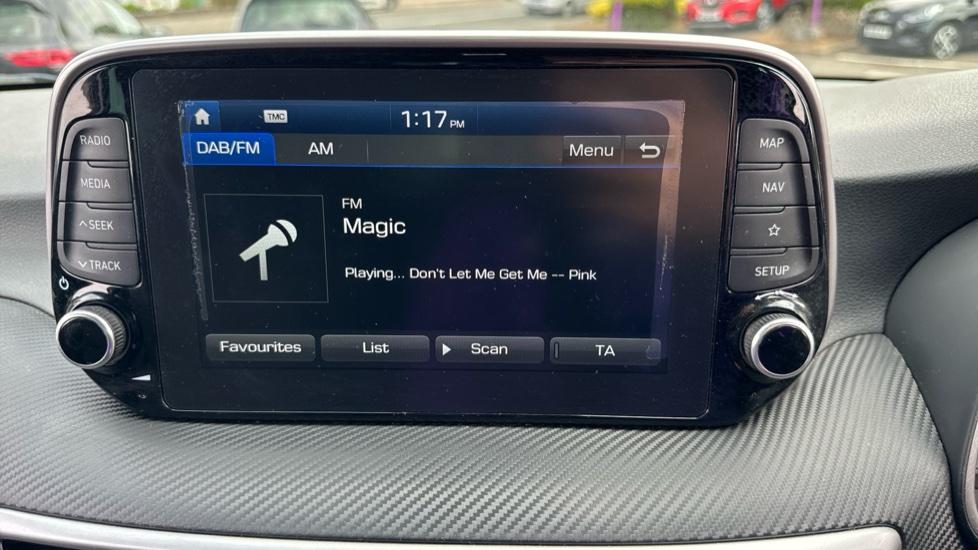 TMC 1:17 PM
DAB/FM AM Menu
FM
Magic
Playing... Don't Let Me Get Me -- Pink
Favourites List Scan TA
RADIO
MEDIA
SEEK
TRACK
MAP
NAV
SETUP